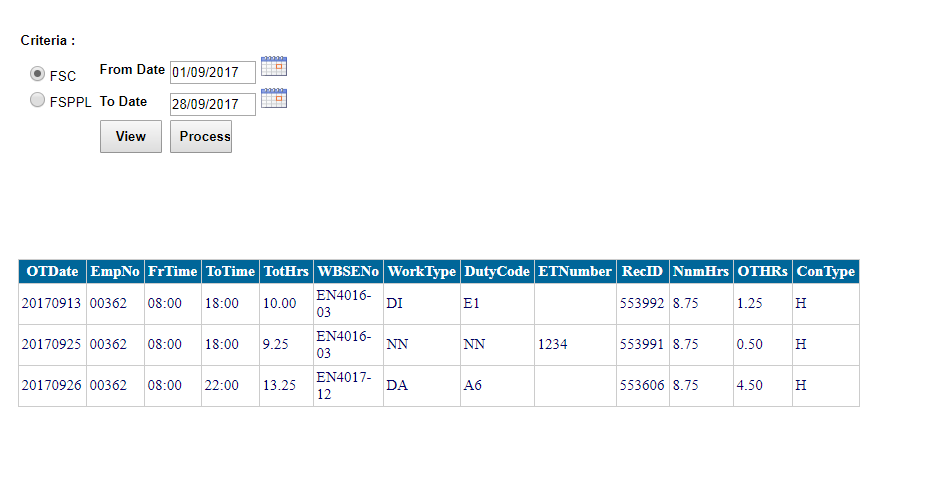 Criteria :
FSC From Date 01/09/2017
FSPPL To Date 28/09/2017
View Process
OTDate EmpNo FrTime ToTime TotHrs WBSENo WorkType DutyCode ETNumber RecID NnmHrs OTHRs ConType
20170913 00362 08:00 18:00 10.00 EN4016-03 DI E1 553992 8.75 1.25 H
20170925 00362 08:00 18:00 9.25 EN4016-03 NN NN 1234 553991 8.75 0.50 H
20170926 00362 08:00 22:00 13.25 EN4017-12 DA A6 553606 8.75 4.50 H